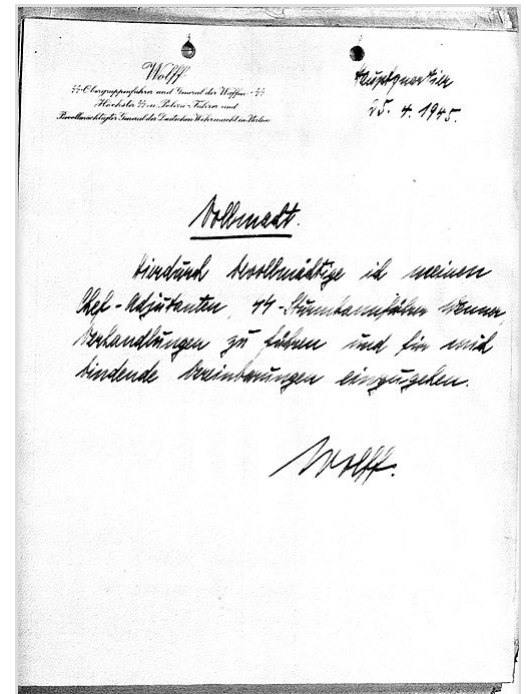 Wolff
SS-Obergruppenführer und General der Waffen-SS
Höchster SS- u. Polizei-Führer und
Bevollmächtigter General der Deutschen Wehrmacht in Italien
Hauptquartier
25. 4. 1945.
Vollmacht.
Hierdurch bevollmächtige ich meinen
Chef-Adjutanten, SS-Sturmbannführer Wenner,
Verhandlungen zu führen und für mich
bindende Vereinbarungen einzugehen.
Wolff.